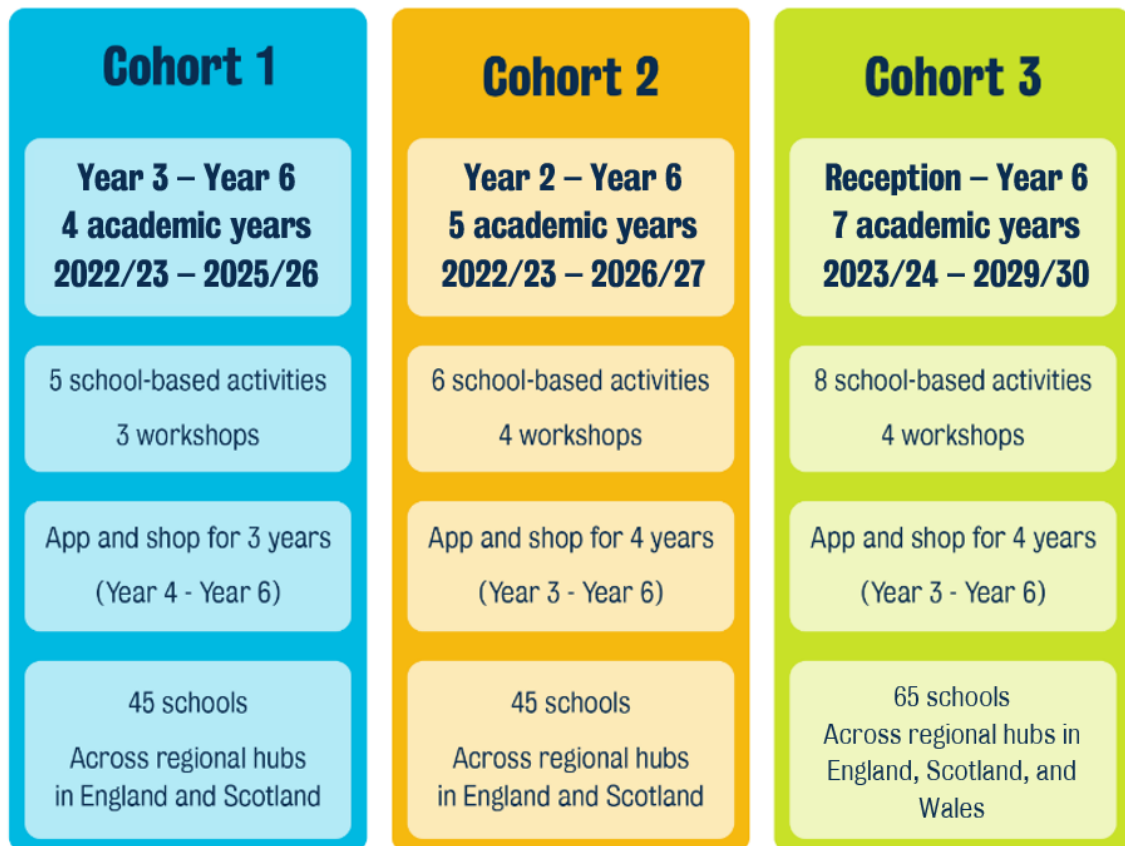 Cohort 1
Year 3 – Year 6
4 academic years
2022/23 – 2025/26
5 school-based activities
3 workshops
App and shop for 3 years
(Year 4 - Year 6)
45 schools
Across regional hubs
in England and Scotland
Cohort 2
Year 2 – Year 6
5 academic years
2022/23 – 2026/27
6 school-based activities
4 workshops
App and shop for 4 years
(Year 3 - Year 6)
45 schools
Across regional hubs
in England and Scotland
Cohort 3
Reception – Year 6
7 academic years
2023/24 – 2029/30
8 school-based activities
4 workshops
App and shop for 4 years
(Year 3 - Year 6)
65 schools
Across regional hubs in
England, Scotland, and
Wales